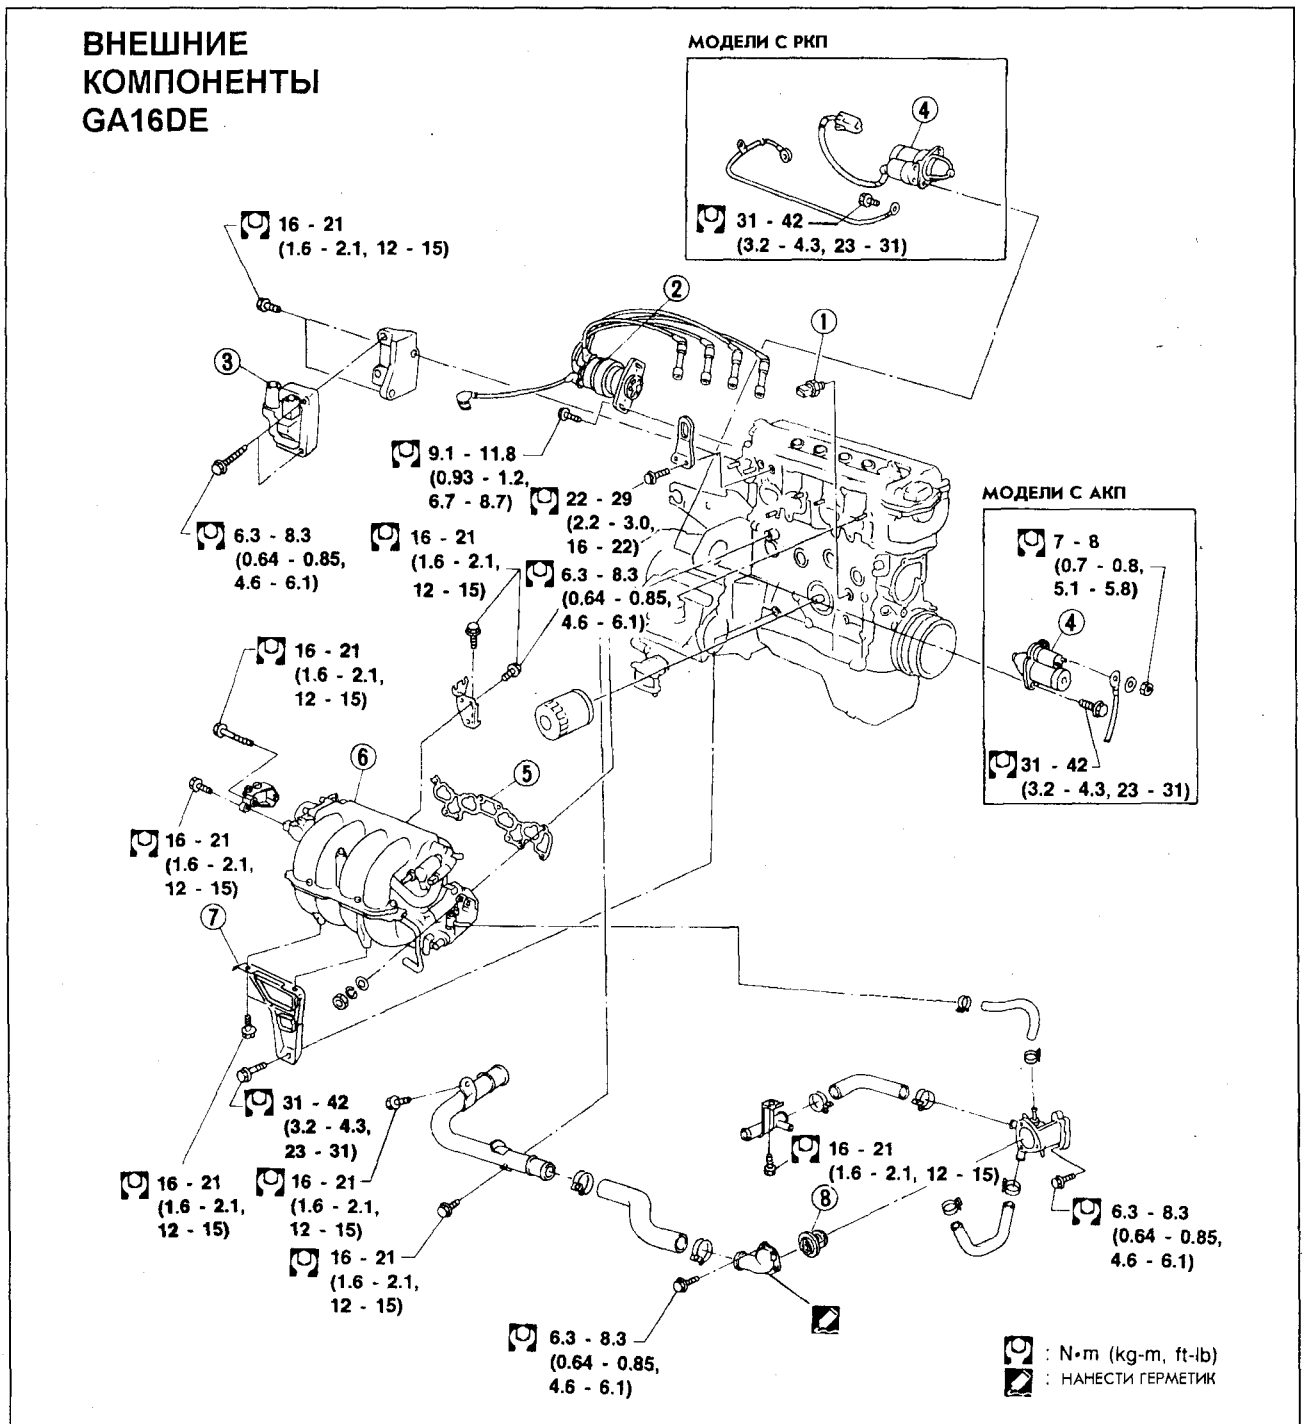 ВНЕШНИЕ
КОМПОНЕНТЫ
GA16DE
МОДЕЛИ С РКП
4
31 - 42
(3.2 - 4.3, 23 - 31)
16 - 21
(1.6 - 2.1, 12 - 15)
2
1
3
9.1 - 11.8
(0.93 - 1.2,
6.7 - 8.7)
22 - 29
(2.2 - 3.0,
16 - 22)
6.3 - 8.3
(0.64 - 0.85,
4.6 - 6.1)
16 - 21
(1.6 - 2.1,
12 - 15)
6.3 - 8.3
(0.64 - 0.85,
4.6 - 6.1)
МОДЕЛИ С АКП
7 - 8
(0.7 - 0.8,
5.1 - 5.8)
4
31 - 42
(3.2 - 4.3, 23 - 31)
16 - 21
(1.6 - 2.1,
12 - 15)
6
5
16 - 21
(1.6 - 2.1,
12 - 15)
7
31 - 42
(3.2 - 4.3,
23 - 31)
16 - 21
(1.6 - 2.1,
12 - 15)
16 - 21
(1.6 - 2.1,
12 - 15)
16 - 21
(1.6 - 2.1,
12 - 15)
16 - 21
(1.6 - 2.1, 12 - 15)
8
6.3 - 8.3
(0.64 - 0.85,
4.6 - 6.1)
6.3 - 8.3
(0.64 - 0.85,
4.6 - 6.1)
: N•m (kg-m, ft-lb)
: НАНЕСТИ ГЕРМЕТИК